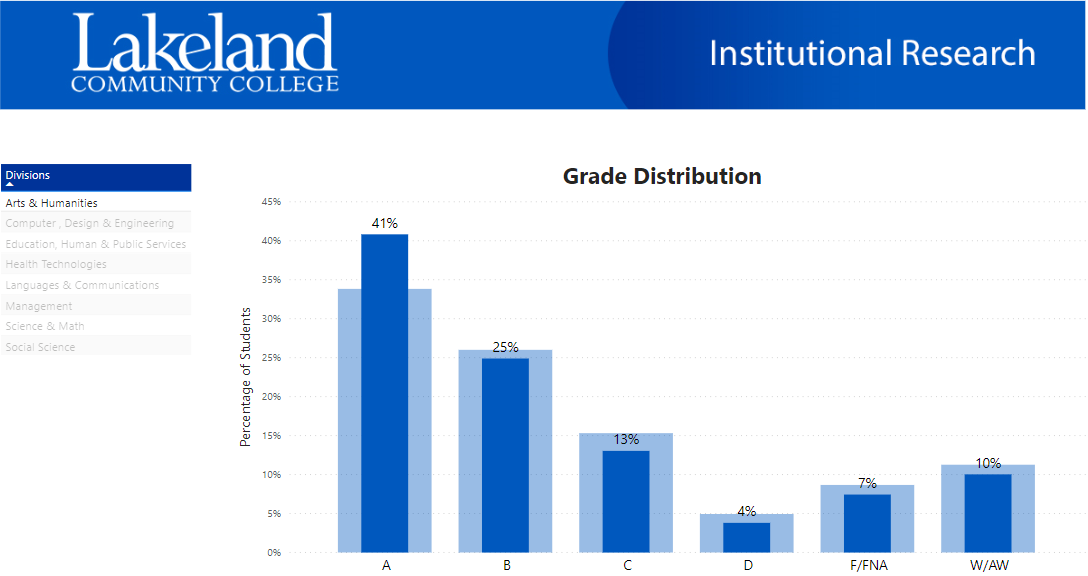 Lakeland
COMMUNITY COLLEGE
Institutional Research
Divisions
Arts & Humanities
Computer , Design & Engineering
Education, Human & Public Services
Health Technologies
Languages & Communications
Management
Science & Math
Social Science
Grade Distribution
Percentage of Students
45%
40%
35%
30%
25%
20%
15%
10%
5%
0%
41%
25%
13%
4%
7%
10%
A B C D F/FNA W/AW